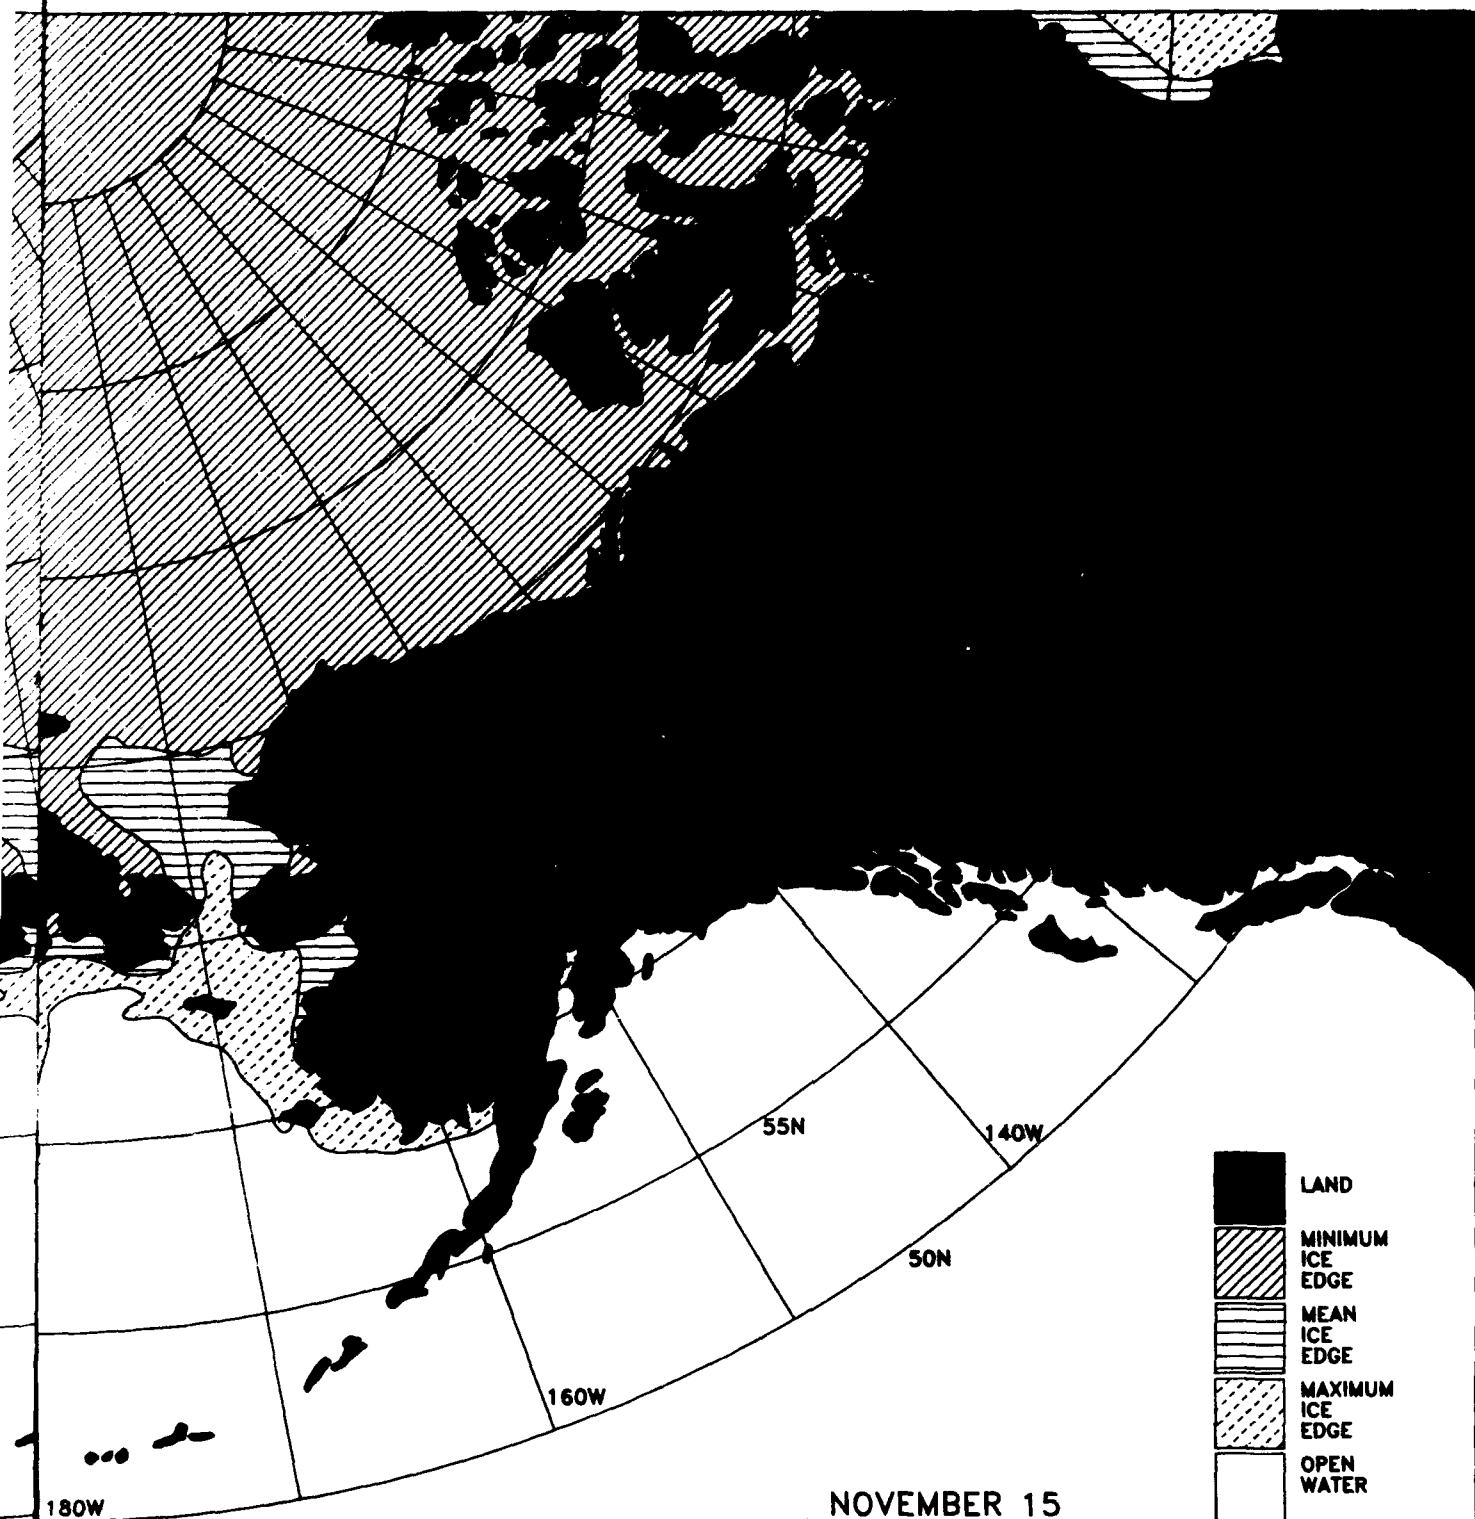 55N
140W
50N
160W
180W
NOVEMBER 15
LAND
MINIMUM
ICE
EDGE
MEAN
ICE
EDGE
MAXIMUM
ICE
EDGE
OPEN
WATER